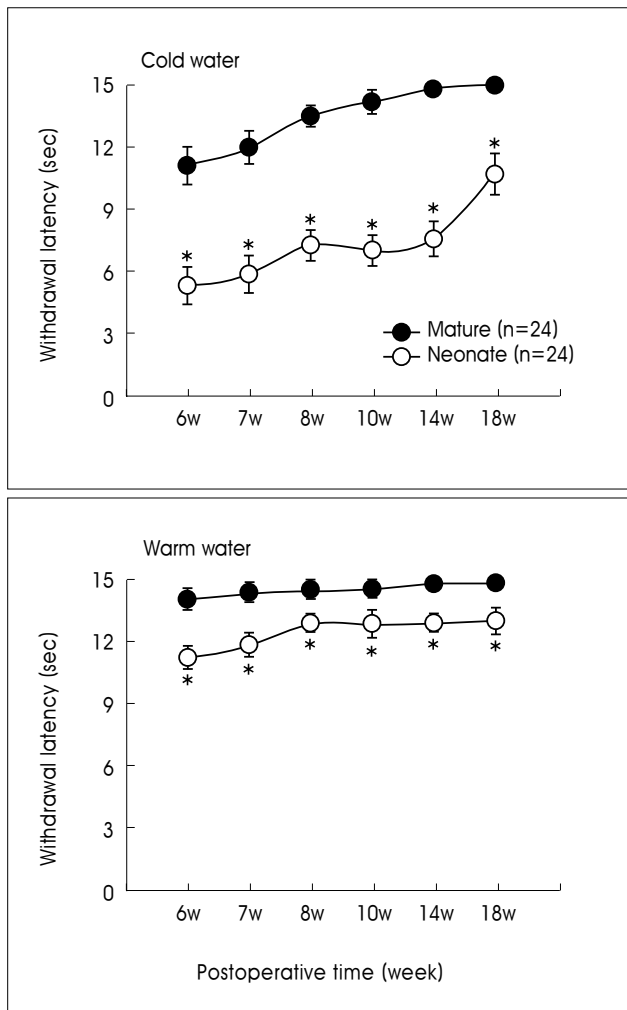 Cold water
Withdrawal latency (sec)
15
12
9
6
3
0
*
*
*
*
*
*
Mature (n=24)
Neonate (n=24)
6w 7w 8w 10w 14w 18w
Warm water
Withdrawal latency (sec)
15
12
9
6
3
0
*
*
*
*
*
*
6w 7w 8w 10w 14w 18w
Postoperative time (week)